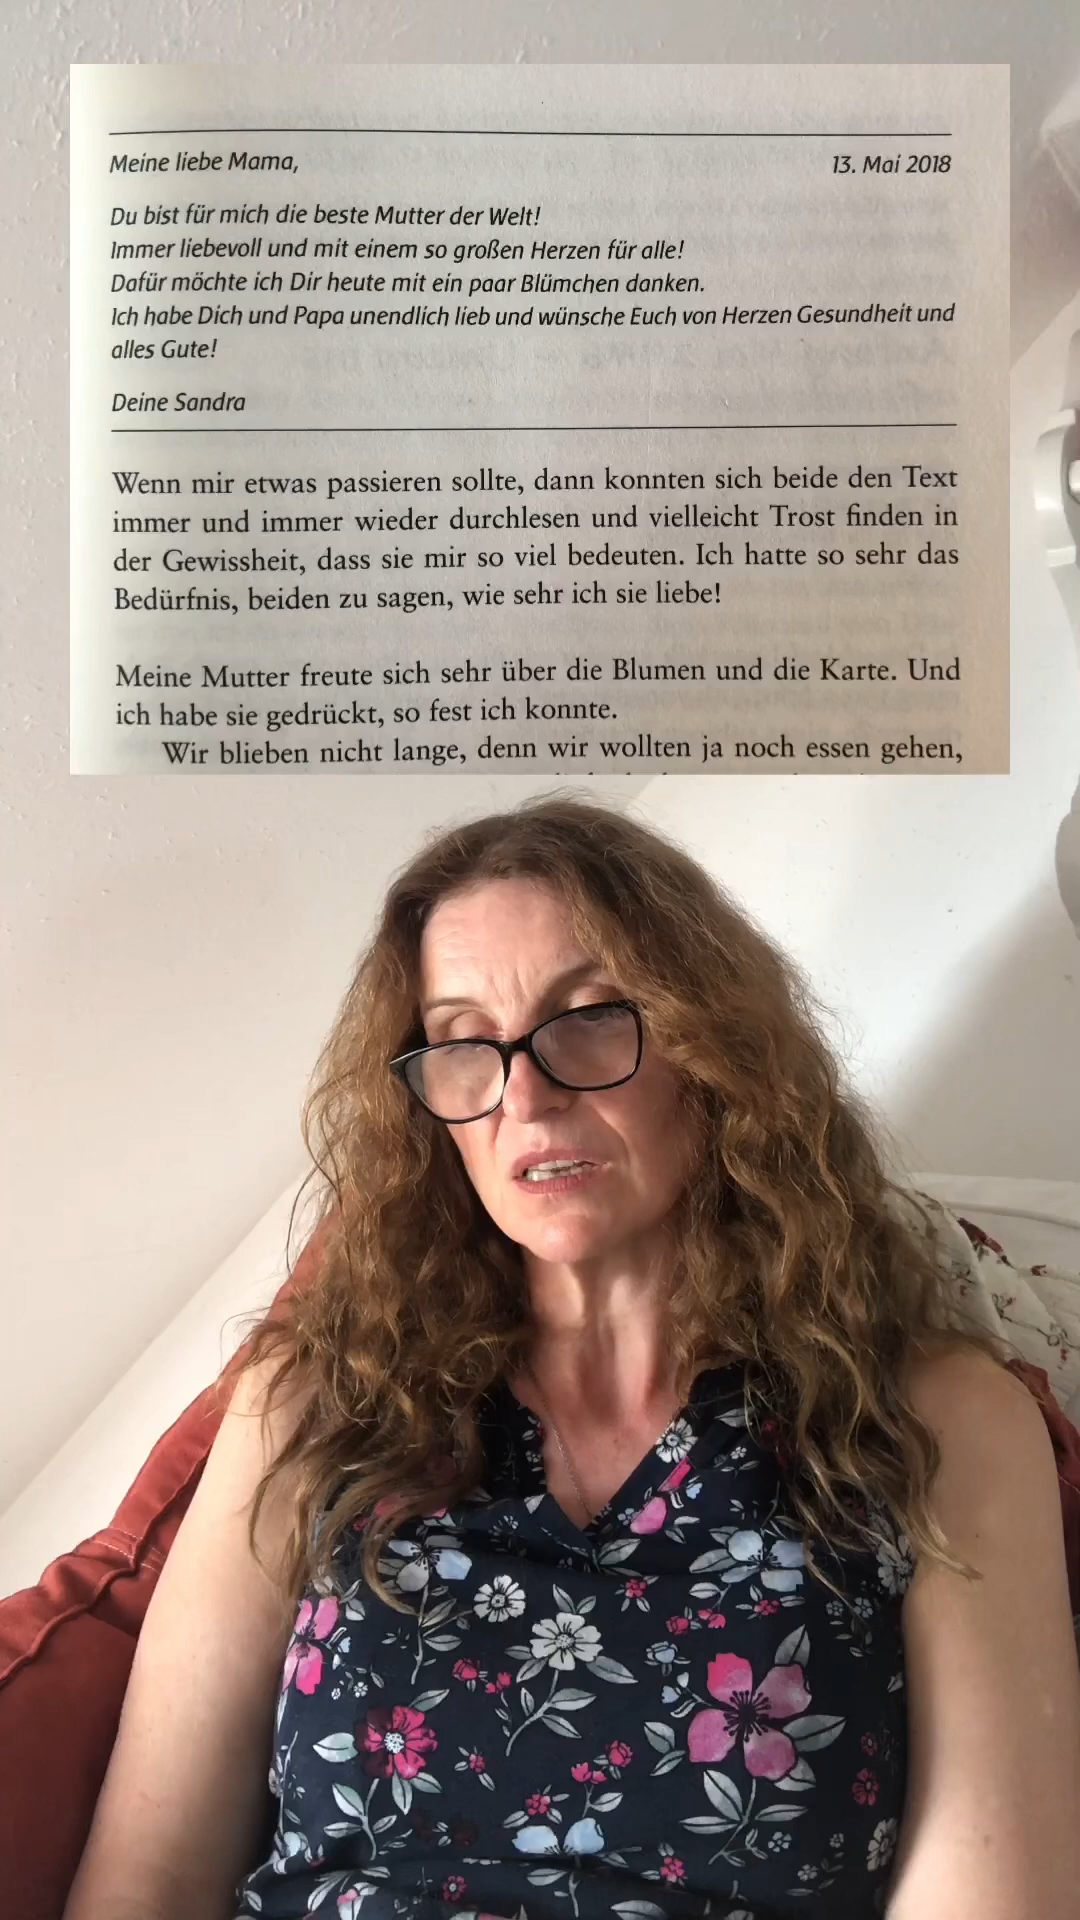 Meine liebe Mama, 13. Mai 2018
Du bist für mich die beste Mutter der Welt!
Immer liebevoll und mit einem so großen Herzen für alle!
Dafür möchte ich Dir heute mit ein paar Blümchen danken.
Ich habe Dich und Papa unendlich lieb und wünsche Euch von Herzen Gesundheit und
alles Gute!
Deine Sandra
Wenn mir etwas passieren sollte, dann konnten sich beide den Text
immer und immer wieder durchlesen und vielleicht Trost finden in
der Gewissheit, dass sie mir so viel bedeuten. Ich hatte so sehr das
Bedürfnis, beiden zu sagen, wie sehr ich sie liebe!
Meine Mutter freute sich sehr über die Blumen und die Karte. Und
ich habe sie gedrückt, so fest ich konnte.
Wir blieben nicht lange, denn wir wollten ja noch essen gehen,